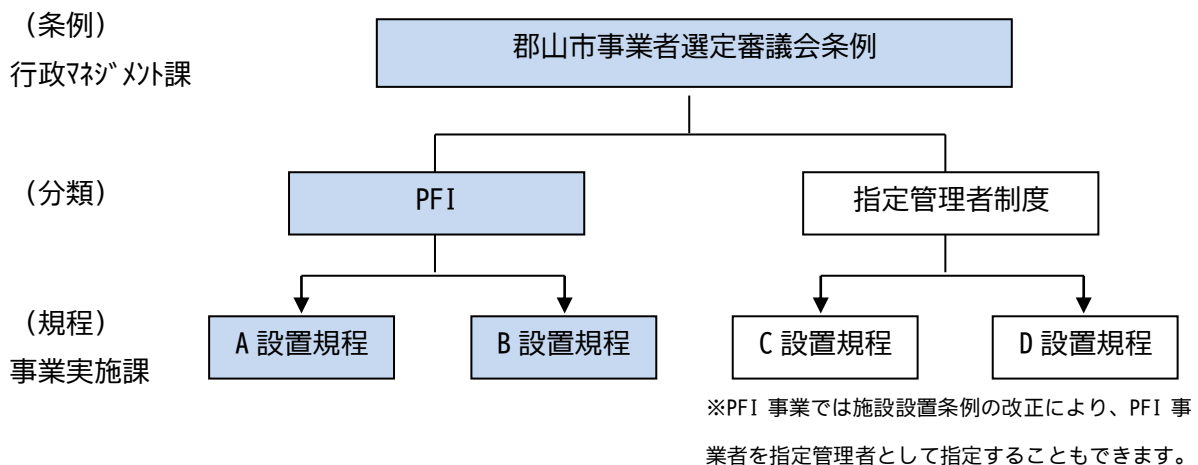 (条例)
郡山市事業者選定審議会条例
行政ﾏﾈｼﾞﾒﾝﾄ課
(分類)
PFI
指定管理者制度
(規程)
A 設置規程
B 設置規程
C 設置規程
D 設置規程
事業実施課
※PFI 事業では施設設置条例の改正により、PFI 事
業者を指定管理者として指定することもできます。